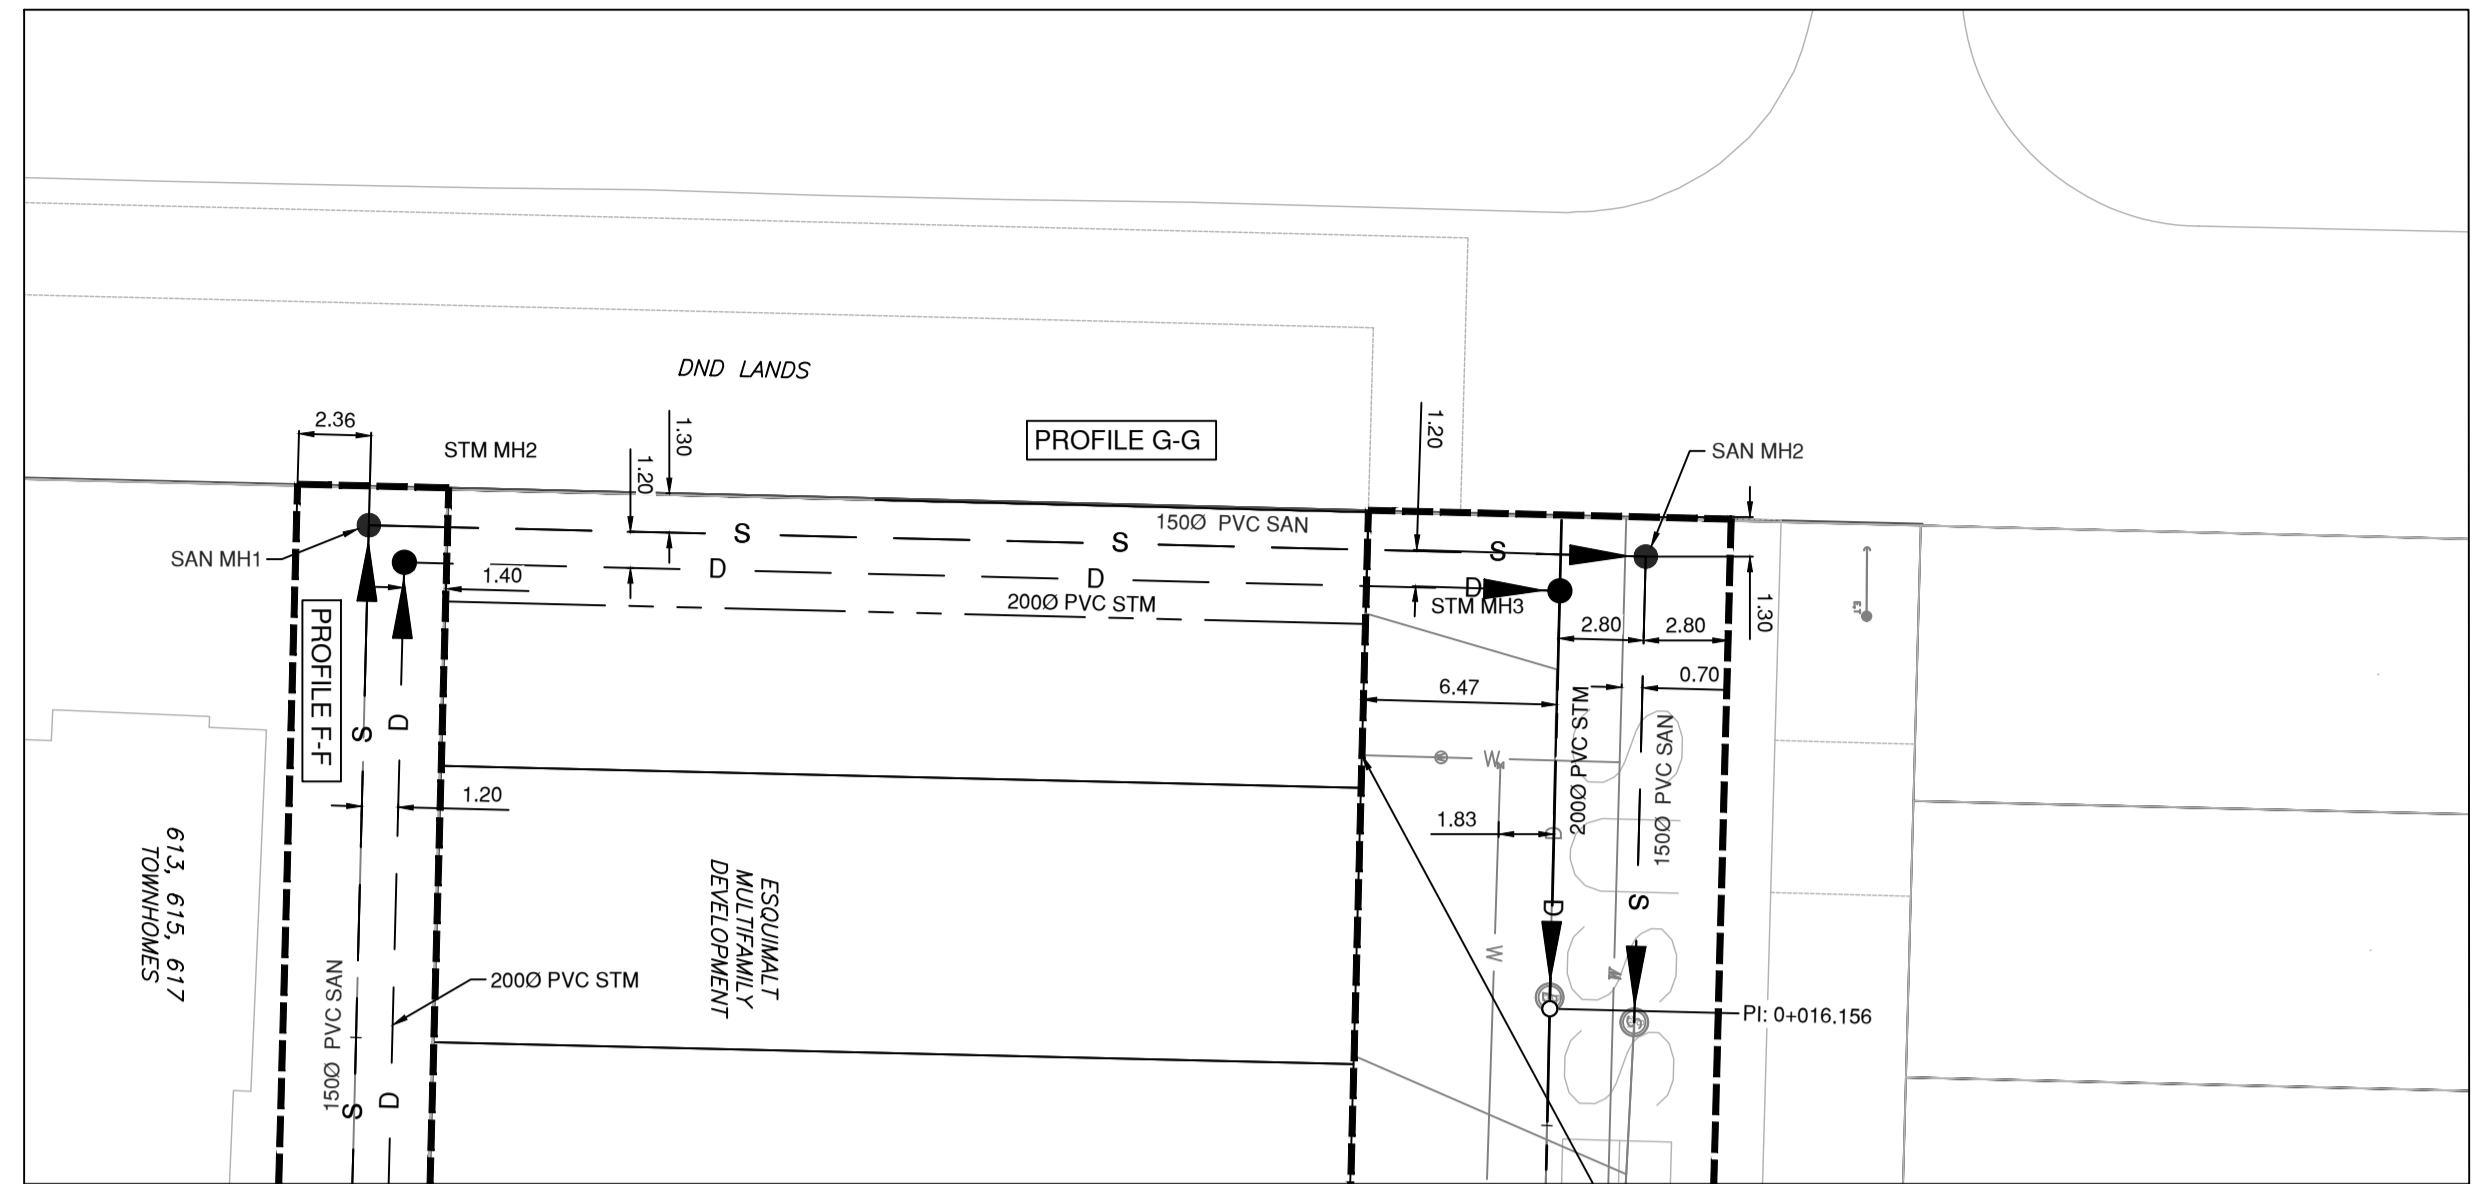 DND LANDS
2.36
STM MH2
1.30
1.20
PROFILE G-G
1.20
SAN MH2
SAN MH1
S
S
150Ø PVC SAN
S
D
D
D
1.40
200Ø PVC STM
STM MH3
1.30
2.80
2.80
E,T
PROFILE F-F
6.47
0.70
S
D
200Ø PVC STM
150Ø PVC SAN
W
W
1.20
1.83
D
613, 615, 617
TOWNHOMES
ESQUIMALT
MULTIFAMILY
DEVELOPMENT
D
S
W
W
200Ø PVC STM
150Ø PVC SAN
D
S
PI: 0+016.156
S
D